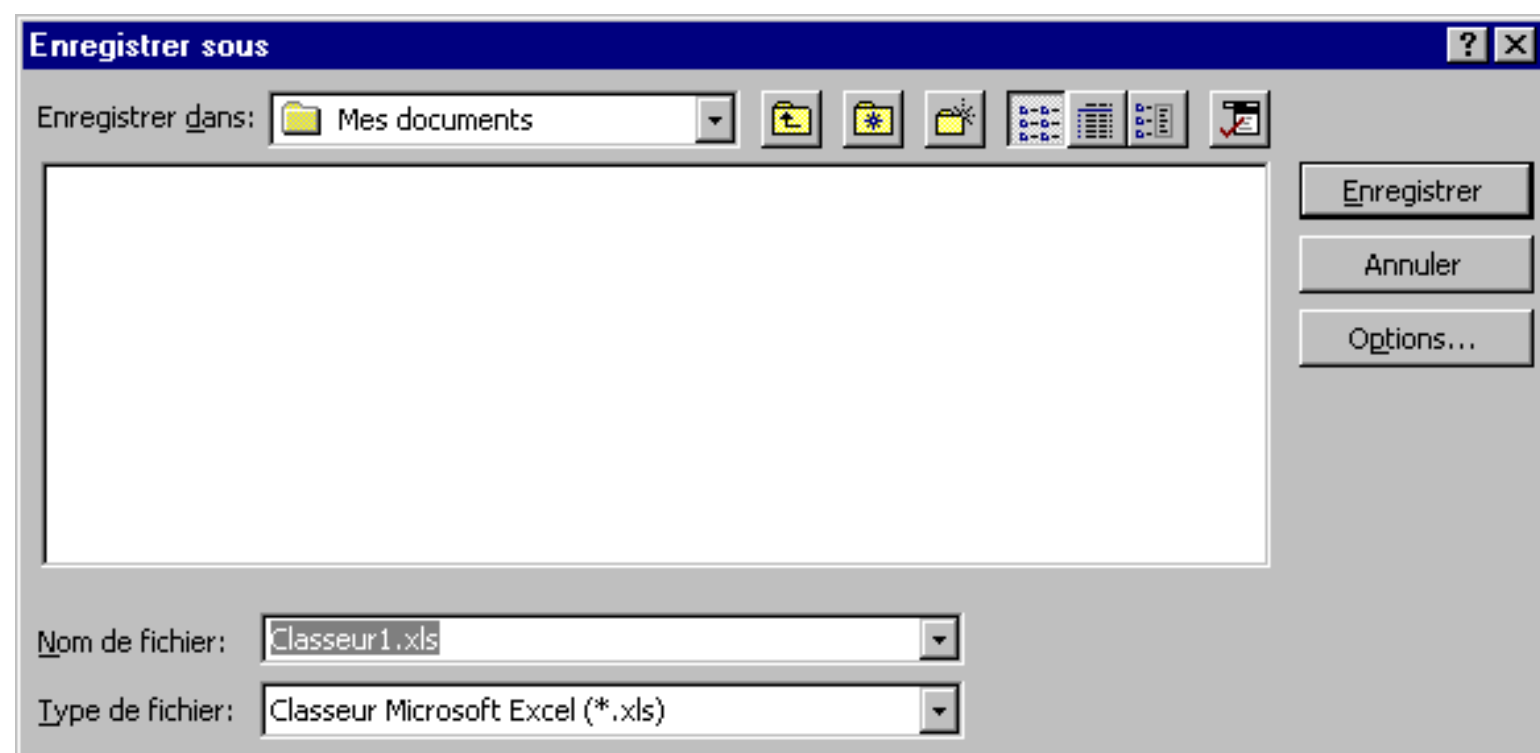 Enregistrer sous
Enregistrer dans: Mes documents
Enregistrer
Annuler
Options...
Nom de fichier: Classeur1.xls
Type de fichier: Classeur Microsoft Excel (*.xls)